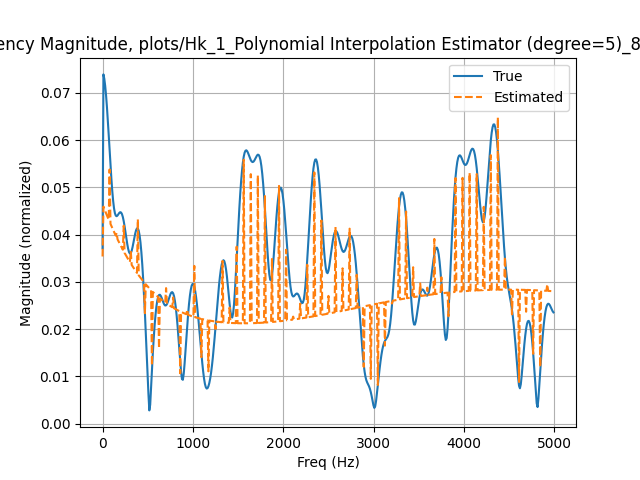 ency Magnitude, plots/Hk_1_Polynomial Interpolation Estimator (degree=5)_8
True
Estimated
Magnitude (normalized)
0.07
0.06
0.05
0.04
0.03
0.02
0.01
0.00
0
1000
2000
3000
4000
5000
Freq (Hz)